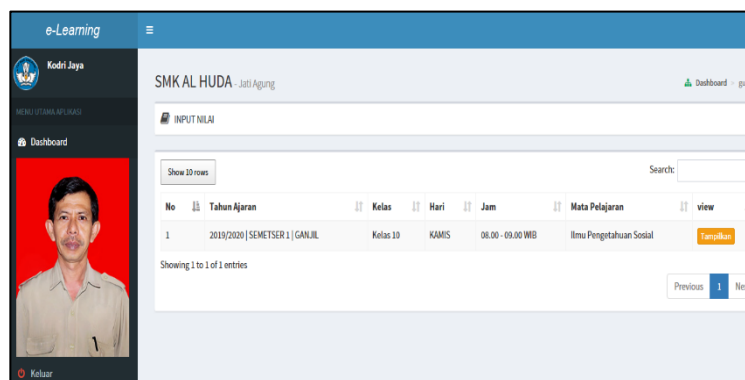 e-Learning
Kodri Jaya
SMK AL HUDA - Jati Agung
Dashboard
MENU UTAMA APLIKASI
INPUT NILAI
Dashboard
Show 10 rows
Search:
No Tahun Ajaran Kelas Hari Jam Mata Pelajaran view
1 2019/2020 | SEMETSER 1 | GANJIL Kelas 10 KAMIS 08.00 - 09.00 WIB Ilmu Pengetahuan Sosial Tampilkan
Showing 1 to 1 of 1 entries
Previous 1
Keluar